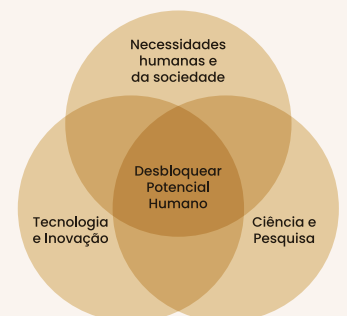 Necessidades
humanas e
da sociedade
Desbloquear
Potencial
Humano
Tecnologia
e Inovação
Ciência e
Pesquisa